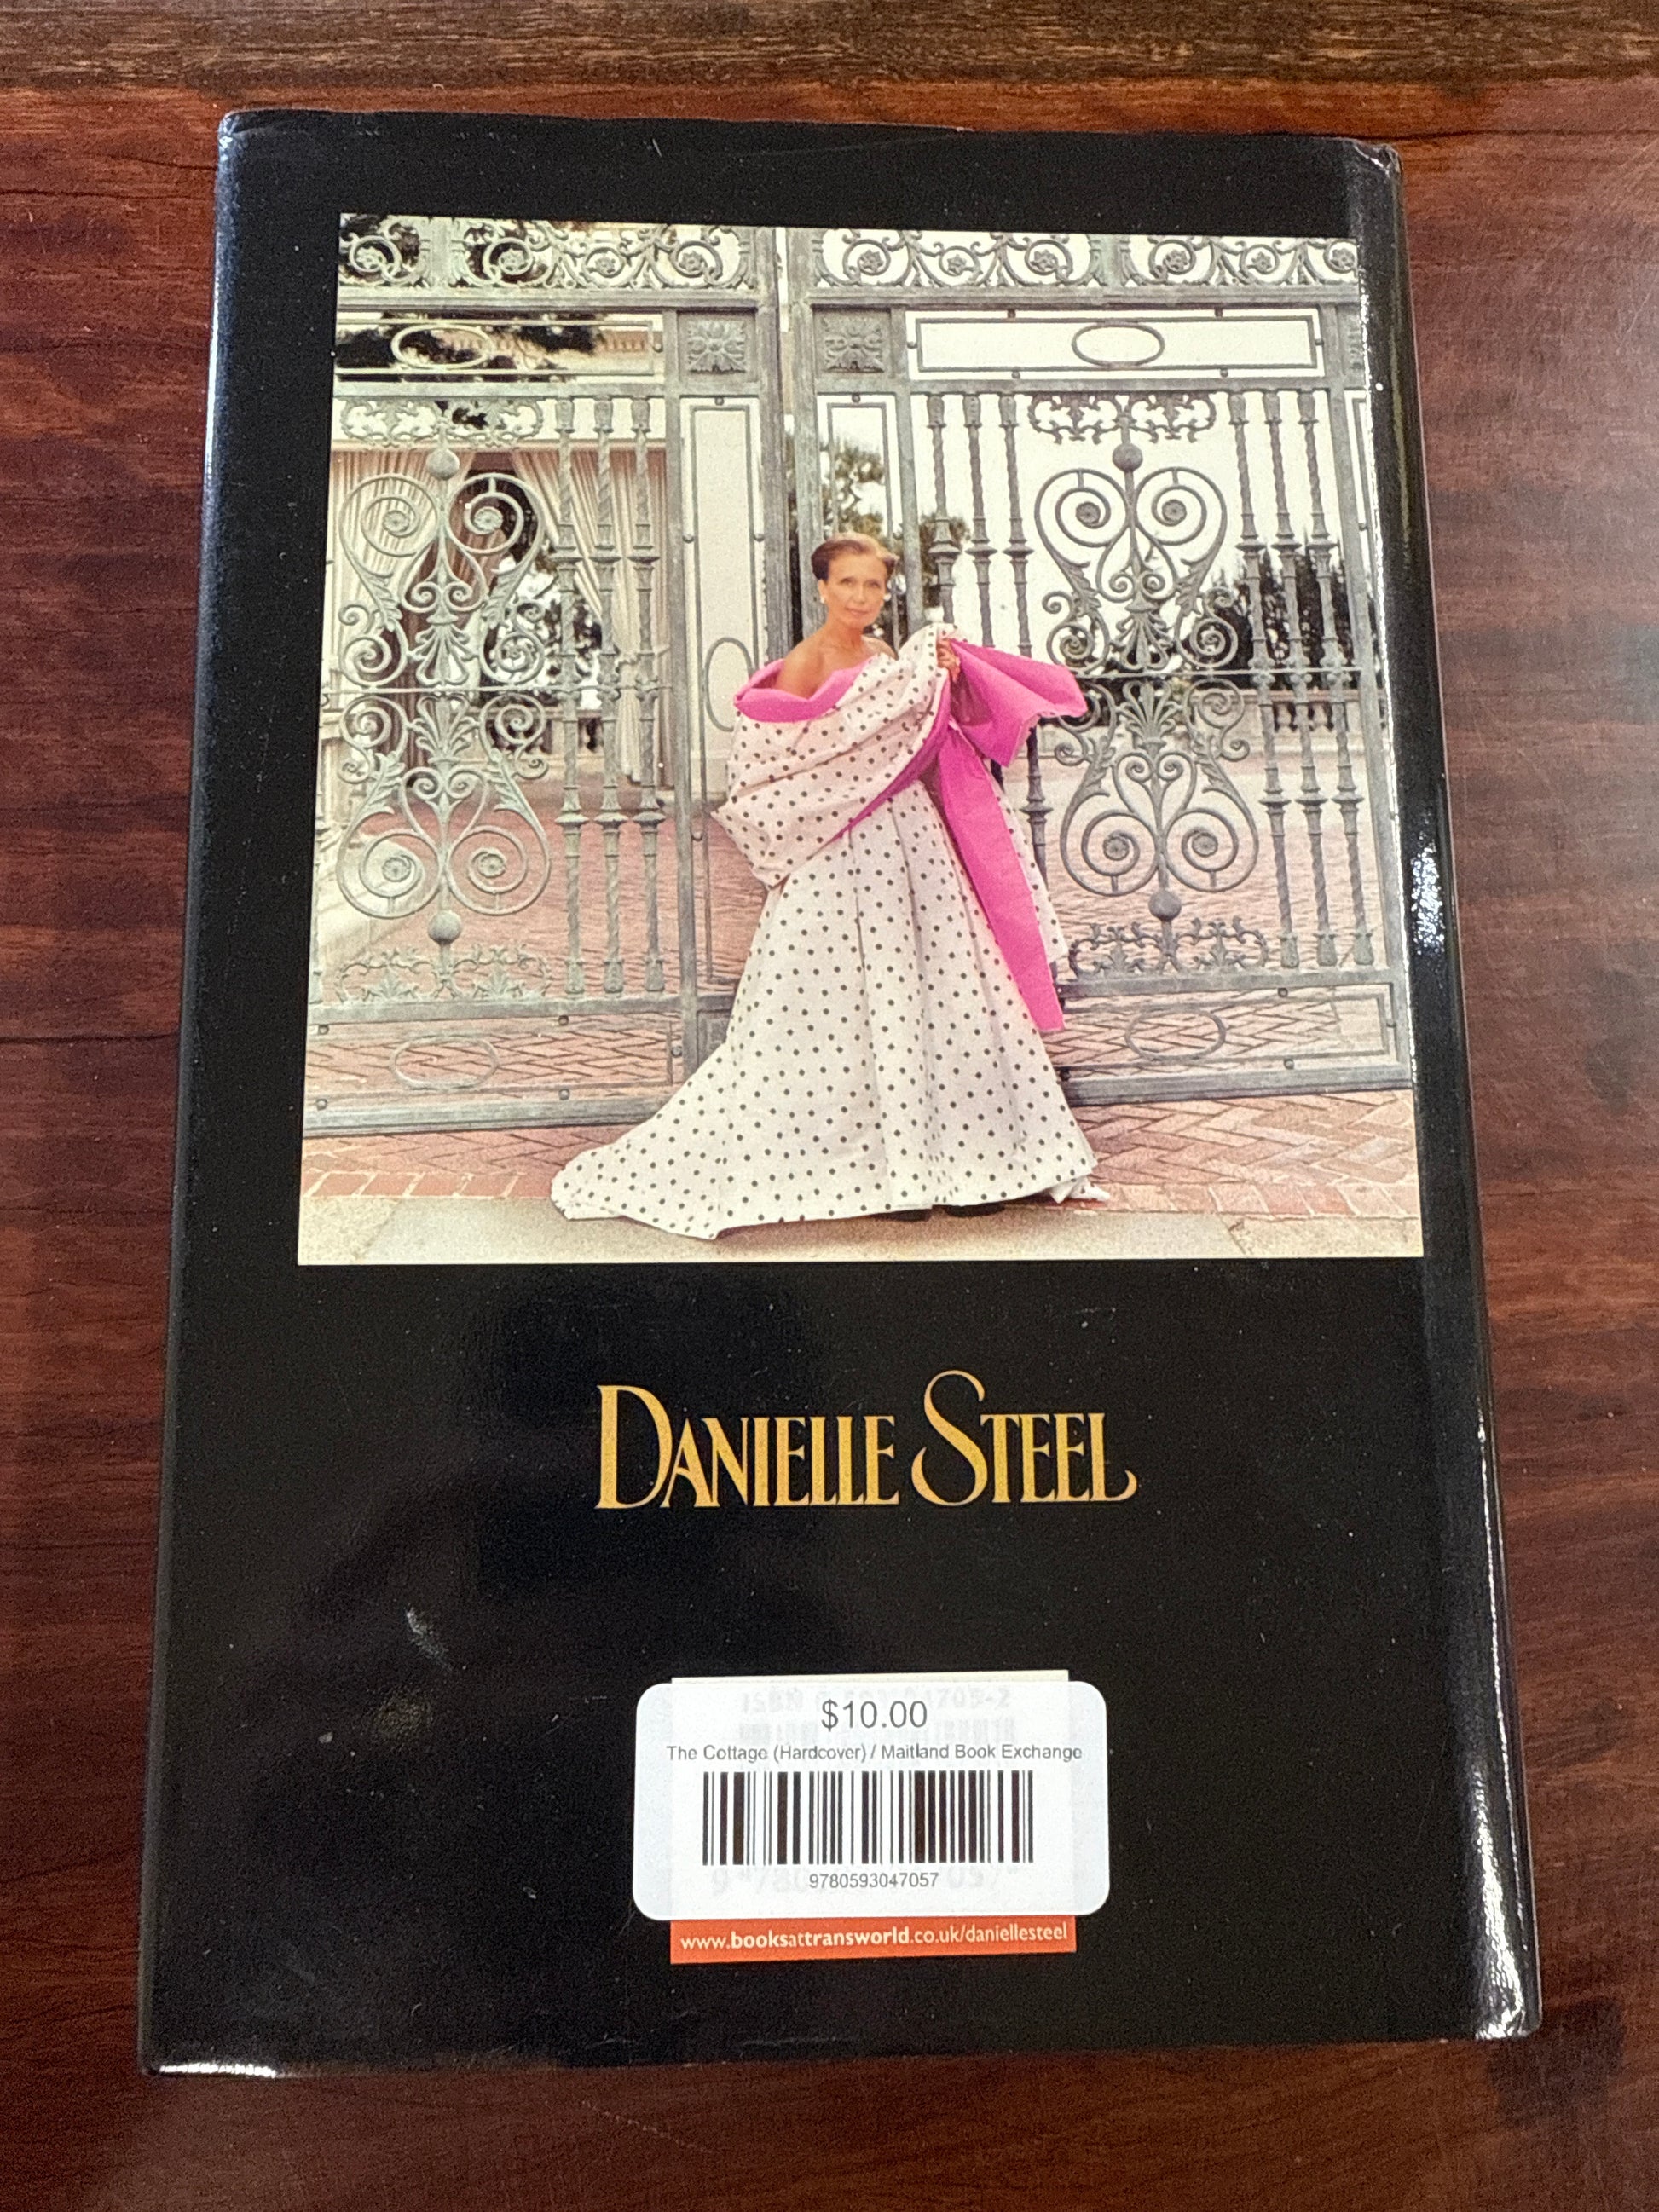 DANIELLE STEEL
$10.00
The Cottage (Hardcover) / Maitland Book Exchange
9780593047057
www.booksattransworld.co.uk/daniellesteel